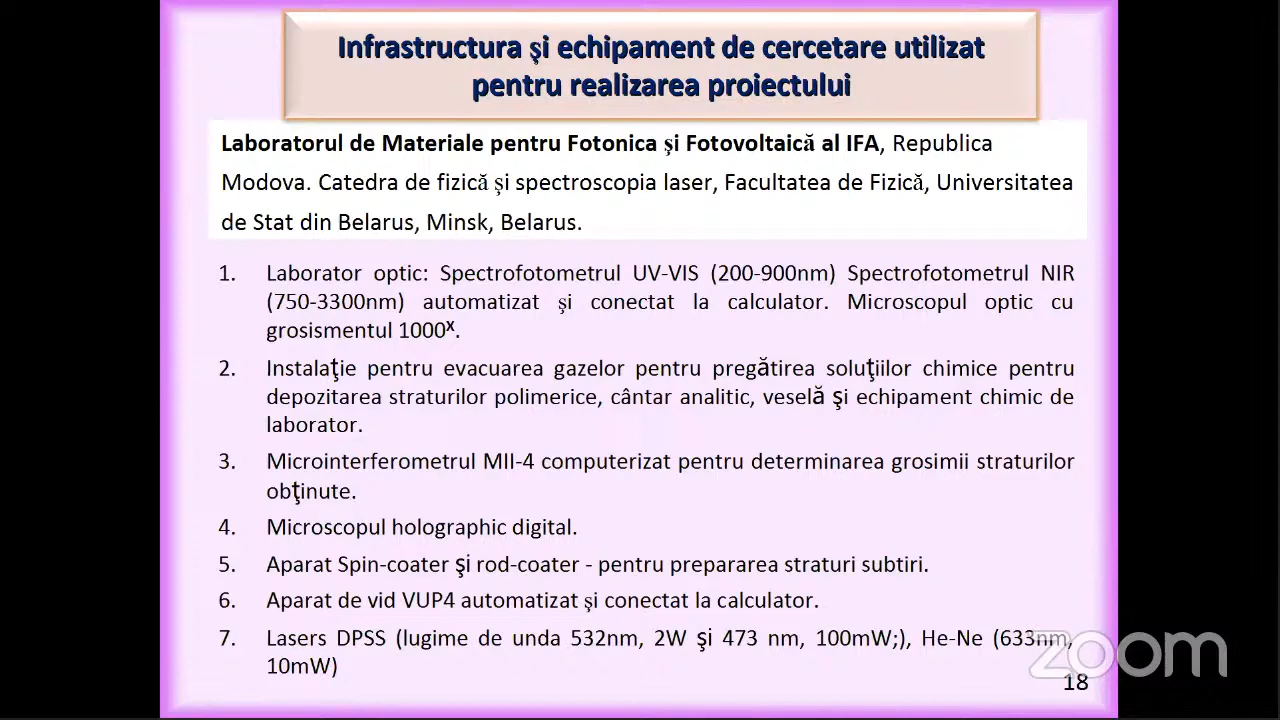 Infrastructura şi echipament de cercetare utilizat
pentru realizarea proiectului
Laboratorul de Materiale pentru Fotonica și Fotovoltaică al IFA, Republica
Modova. Catedra de fizică și spectroscopia laser, Facultatea de Fizică, Universitatea
de Stat din Belarus, Minsk, Belarus.
1. Laborator optic: Spectrofotometrul UV-VIS (200-900nm) Spectrofotometrul NIR
(750-3300nm) automatizat și conectat la calculator. Microscopul optic cu
grosismentul 1000ˣ.
2. Instalaţie pentru evacuarea gazelor pentru pregătirea soluţiilor chimice pentru
depozitarea straturilor polimerice, cântar analitic, veselă şi echipament chimic de
laborator.
3. Microinterferometrul MII-4 computerizat pentru determinarea grosimii straturilor
obţinute.
4. Microscopul holographic digital.
5. Aparat Spin-coater şi rod-coater - pentru prepararea straturi subtiri.
6. Aparat de vid VUP4 automatizat și conectat la calculator.
7. Lasers DPSS (lugime de unda 532nm, 2W şi 473 nm, 100mW;), He-Ne (633nm,
10mW)
zoom
18